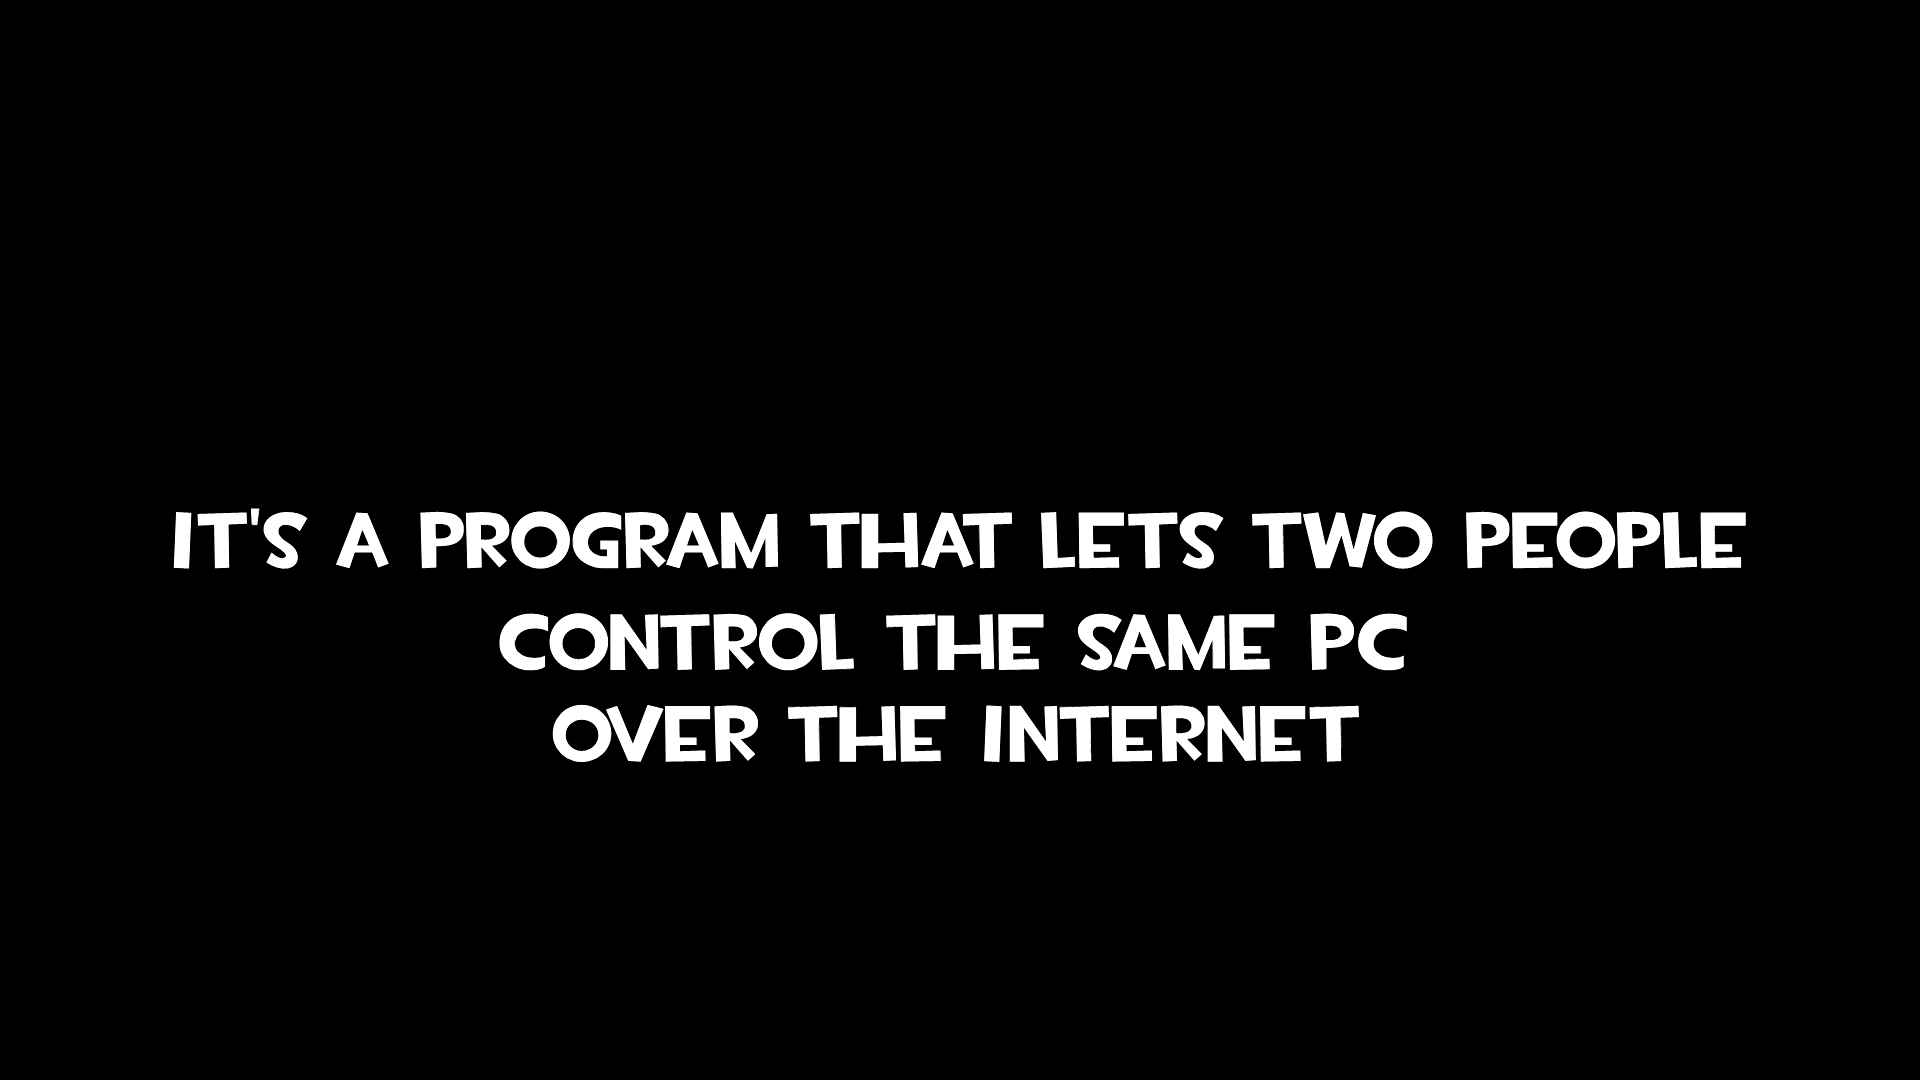 IT'S A PROGRAM THAT LETS TWO PEOPLE
CONTROL THE SAME PC
OVER THE INTERNET